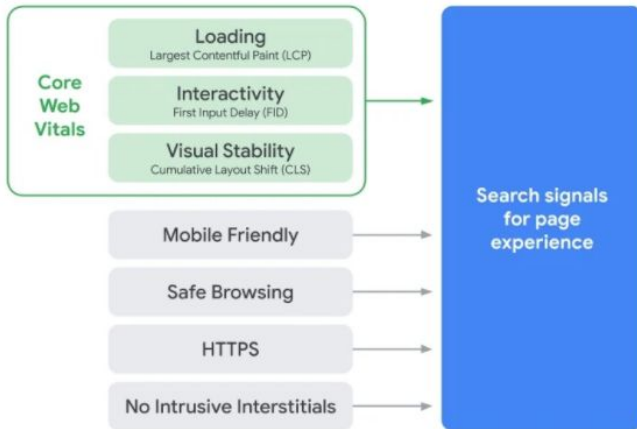 Core
Web
Vitals
Loading
Largest Contentful Paint (LCP)
Interactivity
First Input Delay (FID)
Visual Stability
Cumulative Layout Shift (CLS)
Mobile Friendly
Safe Browsing
HTTPS
No Intrusive Interstitials
Search signals
for page
experience